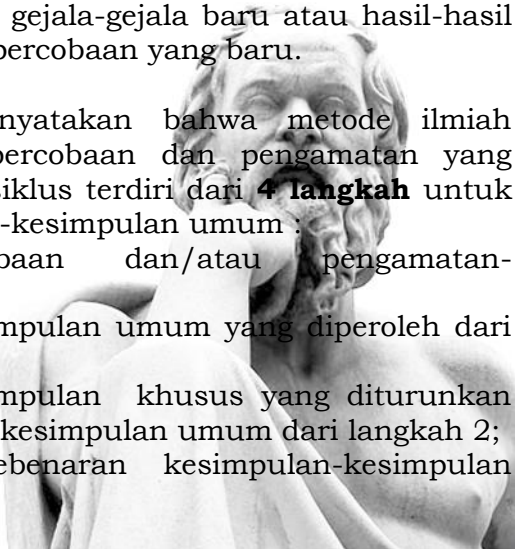 gejala-gejala baru atau hasil-hasil
percobaan yang baru.
nyatakan bahwa metode ilmiah
percobaan dan pengamatan yang
siklus terdiri dari 4 langkah untuk
-kesimpulan umum :
baan dan/atau pengamatan-
mpulan umum yang diperoleh dari
mpulan khusus yang diturunkan
kesimpulan umum dari langkah 2;
ebenaran kesimpulan-kesimpulan